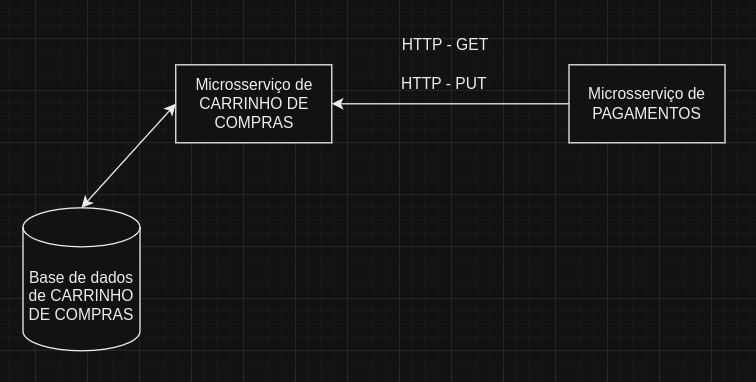 HTTP - GET
HTTP - PUT
Microsserviço de
CARRINHO DE
COMPRAS
Microsserviço de
PAGAMENTOS
Base de dados
de CARRINHO
DE COMPRAS